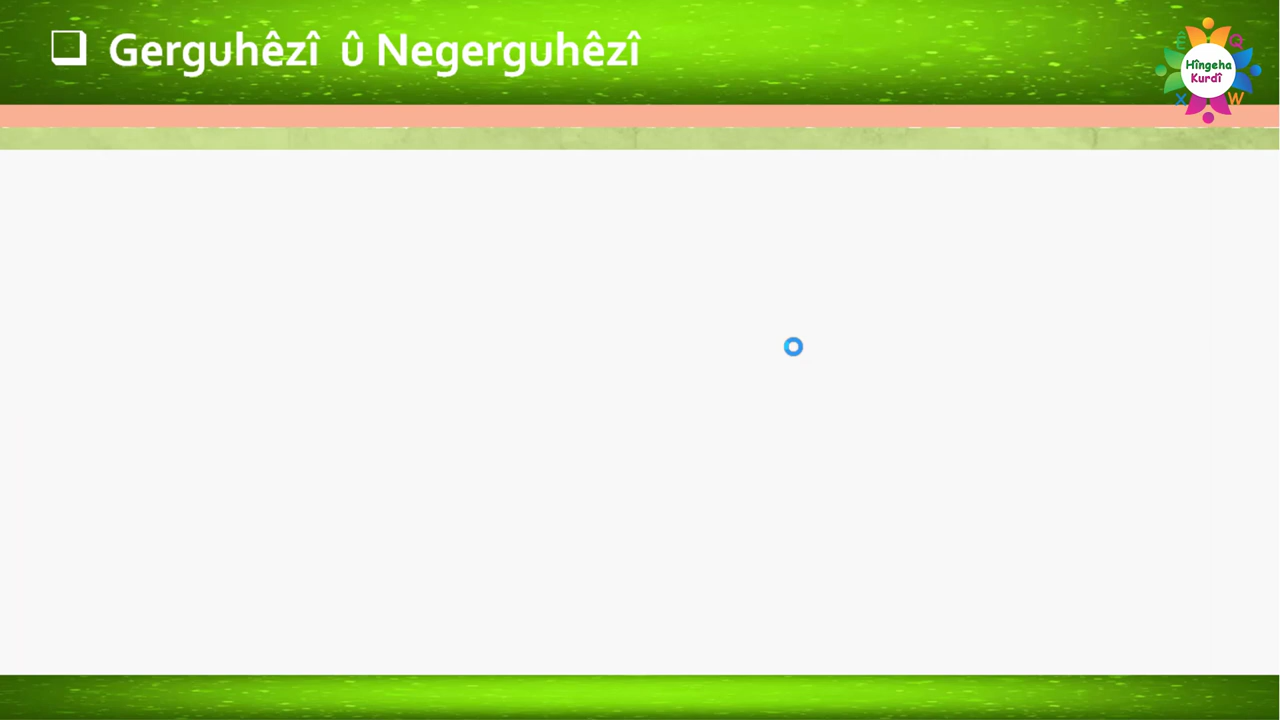 ❑ Gerguhêzî û Negerguhêzî
Ê Q
Hîngeha
Kurdî
X W